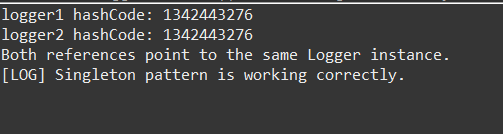 logger1 hashCode: 1342443276
logger2 hashCode: 1342443276
Both references point to the same Logger instance.
[LOG] Singleton pattern is working correctly.